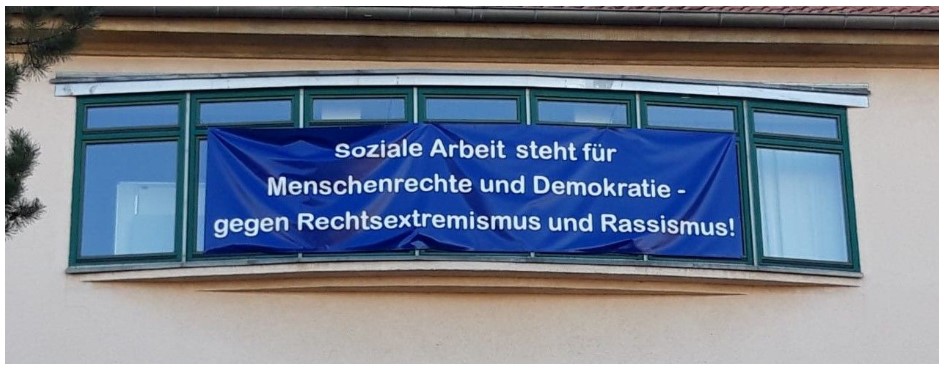 Soziale Arbeit steht für
Menschenrechte und Demokratie -
gegen Rechtsextremismus und Rassismus!